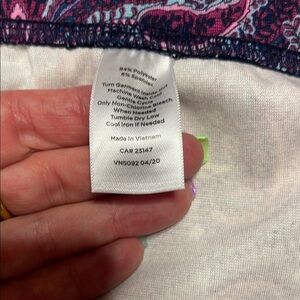 94% Polyester
6% Spandex
Turn Garment Inside Out
Machine Wash Cold
Gentle Cycle
Only Non-Chlorine Bleach,
When Needed
Tumble Dry Low
Cool Iron If Needed
Made in Vietnam
CA# 23147
VN5092 04/20